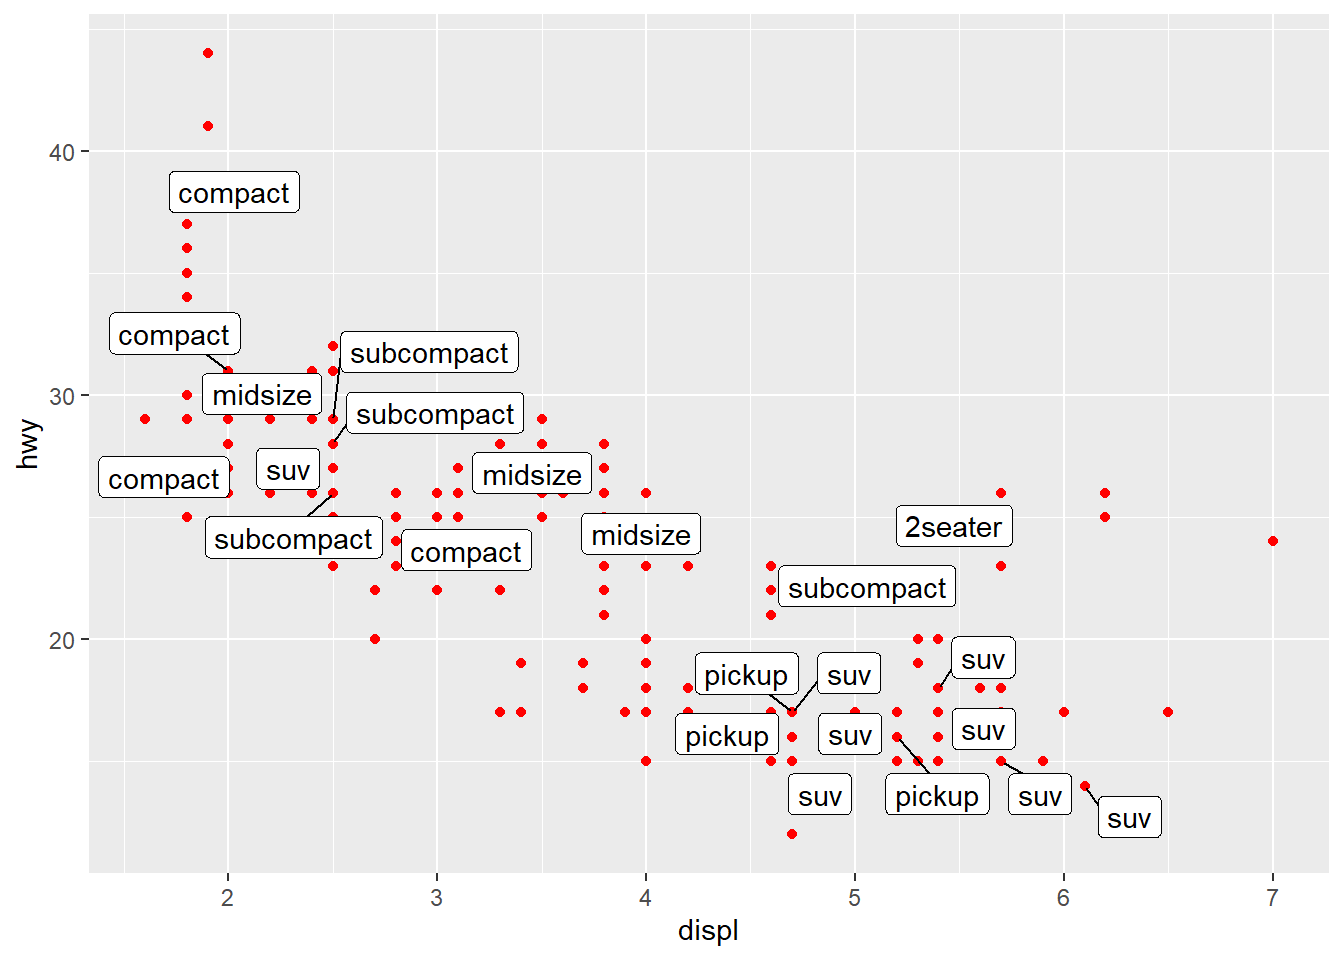 40
compact
compact
subcompact
30
midsize
subcompact
hwy
suv
midsize
compact
2seater
subcompact
midsize
compact
subcompact
20
suv
pickup
suv
suv
pickup
suv
suv
pickup
suv
suv
2 3 4 5 6 7
displ